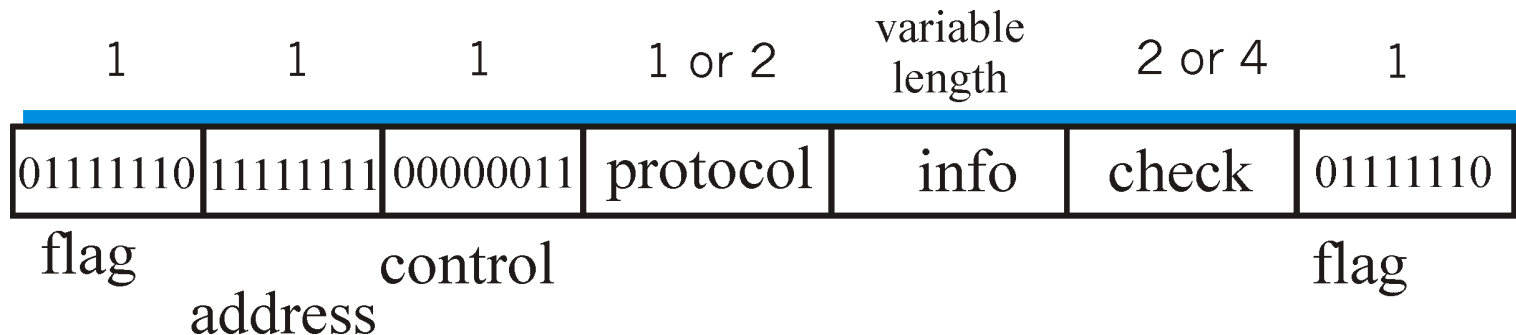 1 1 1 1 or 2 variable length 2 or 4 1
01111110 11111111 00000011 protocol info check 01111110
flag address control flag